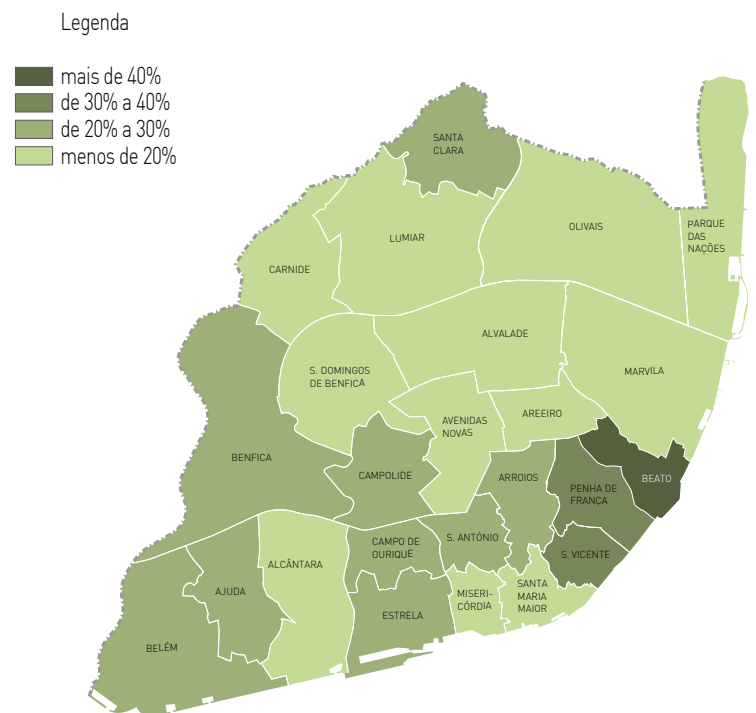 Legenda
mais de 40%
de 30% a 40%
de 20% a 30%
menos de 20%
SANTA
CLARA
LUMIAR
OLIVAIS
PARQUE
DAS
NAÇÕES
CARNIDE
ALVALADE
S. DOMINGOS
DE BENFICA
MARVILA
AVENIDAS
NOVAS
AREEIRO
BENFICA
CAMPOLIDE
ARROIOS
PENHA DE
FRANÇA
BEATO
CAMPO DE
OURIQUE
S. ANTÓNIO
S. VICENTE
ALCÂNTARA
AJUDA
MISERI-
CÓRDIA
SANTA
MARIA
MAIOR
ESTRELA
BELÉM